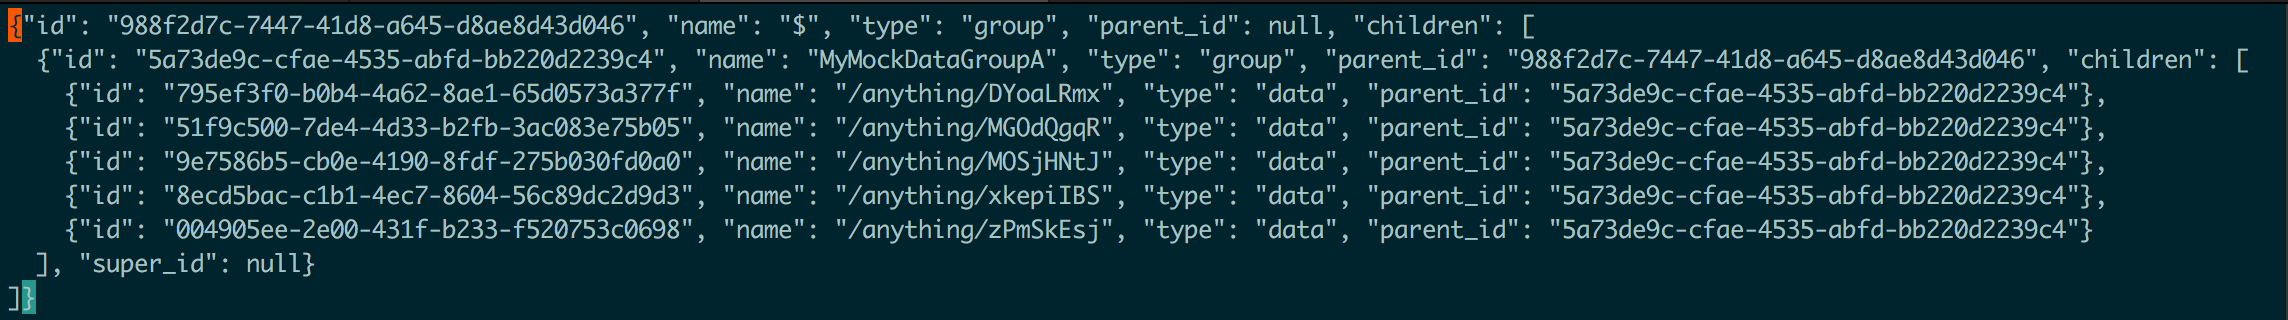 {"id": "988f2d7c-7447-41d8-a645-d8ae8d43d046", "name": "$", "type": "group", "parent_id": null, "children": [
  {"id": "5a73de9c-cfae-4535-abfd-bb220d2239c4", "name": "MyMockDataGroupA", "type": "group", "parent_id": "988f2d7c-7447-41d8-a645-d8ae8d43d046", "children": [
    {"id": "795ef3f0-b0b4-4a62-8ae1-65d0573a377f", "name": "/anything/DYoaLRmx", "type": "data", "parent_id": "5a73de9c-cfae-4535-abfd-bb220d2239c4"},
    {"id": "51f9c500-7de4-4d33-b2fb-3ac083e75b05", "name": "/anything/MGOdQgqR", "type": "data", "parent_id": "5a73de9c-cfae-4535-abfd-bb220d2239c4"},
    {"id": "9e7586b5-cb0e-4190-8fdf-275b030fd0a0", "name": "/anything/MOSjHNtJ", "type": "data", "parent_id": "5a73de9c-cfae-4535-abfd-bb220d2239c4"},
    {"id": "8ecd5bac-c1b1-4ec7-8604-56c89dc2d9d3", "name": "/anything/xkepiIBS", "type": "data", "parent_id": "5a73de9c-cfae-4535-abfd-bb220d2239c4"},
    {"id": "004905ee-2e00-431f-b233-f520753c0698", "name": "/anything/zPmSkEsj", "type": "data", "parent_id": "5a73de9c-cfae-4535-abfd-bb220d2239c4"}
  ], "super_id": null}
]}